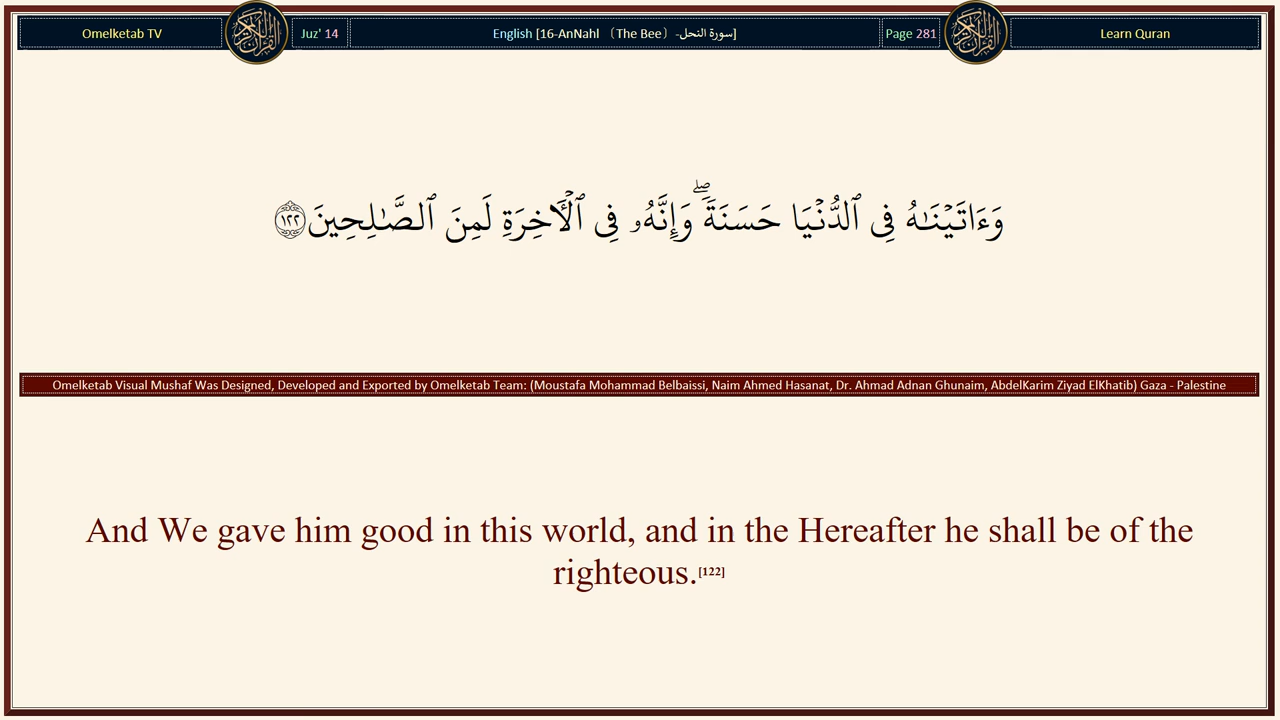 Omelketab TV
Juz' 14
English [16-AnNahl 〔The Bee〕 -سورة النحل]
Page 281
Learn Quran
وَءَاتَيْنَـٰهُ فِى ٱلدُّنْيَا حَسَنَةً ۖ وَإِنَّهُۥ فِى ٱلْـَٔاخِرَةِ لَمِنَ ٱلصَّـٰلِحِينَ ١٢٢
Omelketab Visual Mushaf Was Designed, Developed and Exported by Omelketab Team: (Moustafa Mohammad Belbaissi, Naim Ahmed Hasanat, Dr. Ahmad Adnan Ghunaim, AbdelKarim Ziyad ElKhatib) Gaza - Palestine
And We gave him good in this world, and in the Hereafter he shall be of the
righteous.[122]